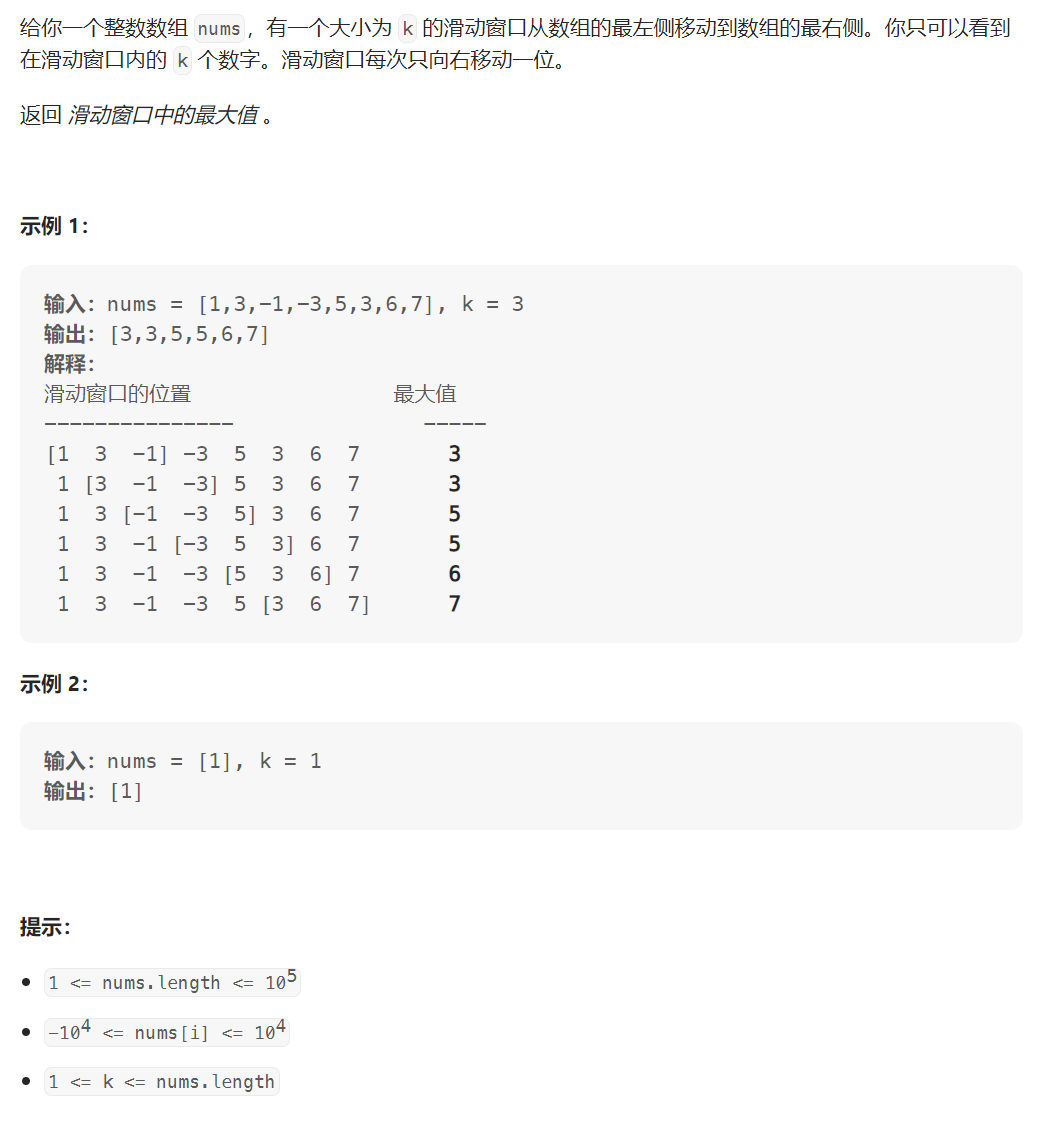 给你一个整数数组 nums，有一个大小为 k 的滑动窗口从数组的最左侧移动到数组的最右侧。你只可以看到
在滑动窗口内的 k 个数字。滑动窗口每次只向右移动一位。
返回 滑动窗口中的最大值 。
示例 1：
输入：nums = [1,3,-1,-3,5,3,6,7], k = 3
输出：[3,3,5,5,6,7]
解释：
滑动窗口的位置                最大值
---------------               -----
[1  3  -1] -3  5  3  6  7       3
 1 [3  -1  -3] 5  3  6  7       3
 1  3 [-1  -3  5] 3  6  7       5
 1  3  -1 [-3  5  3] 6  7       5
 1  3  -1  -3 [5  3  6] 7       6
 1  3  -1  -3  5 [3  6  7]      7
示例 2：
输入：nums = [1], k = 1
输出：[1]
提示：
• 1 <= nums.length <= 10⁵
• -10⁴ <= nums[i] <= 10⁴
• 1 <= k <= nums.length